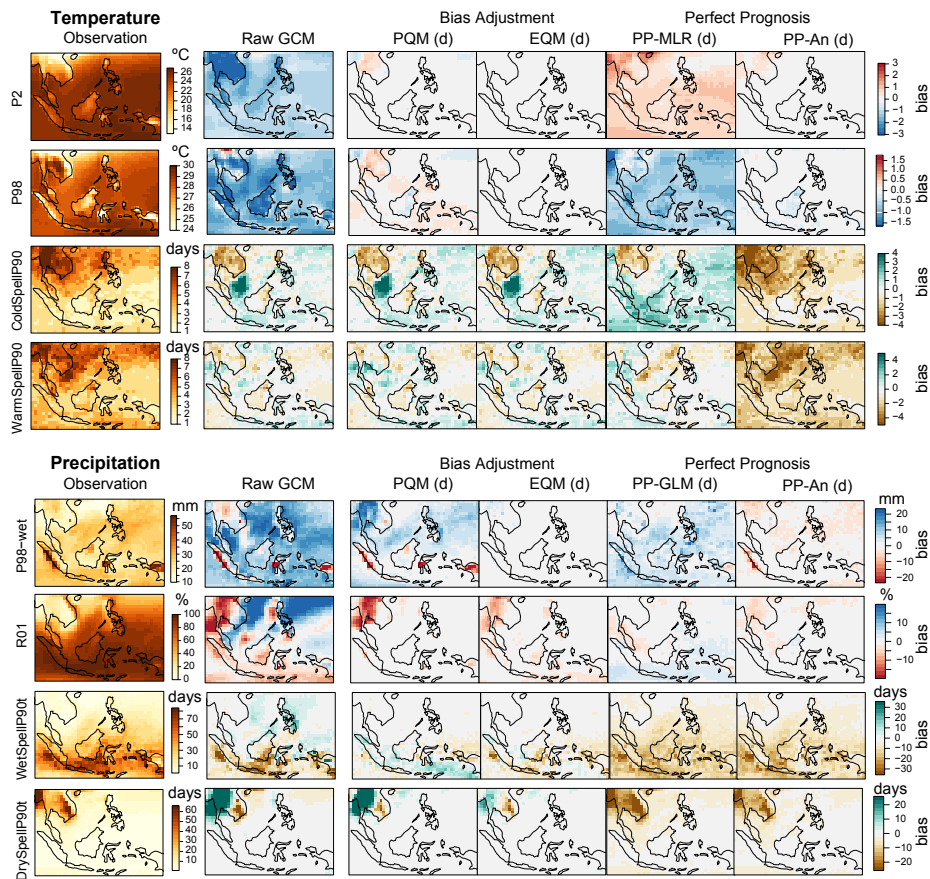 Temperature
Bias Adjustment
Perfect Prognosis
Observation
Raw GCM
PQM (d)
EQM (d)
PP-MLR (d)
PP-An (d)
P2
ºC
26
24
22
20
18
16
14
3
2
1
0
−1
−2
−3
bias
P98
ºC
30
29
28
27
26
25
24
1.5
1.0
0.5
0.0
−0.5
−1.0
−1.5
bias
ColdSpellP90
days
8
7
6
5
4
3
2
1
4
3
2
1
0
−1
−2
−3
−4
bias
WarmSpellP90
days
8
7
6
5
4
3
2
1
4
2
0
−2
−4
bias
Precipitation
Bias Adjustment
Perfect Prognosis
Observation
Raw GCM
PQM (d)
EQM (d)
PP-GLM (d)
PP-An (d)
P98−wet
mm
50
40
30
20
10
mm
20
10
0
−10
−20
bias
R01
%
100
80
60
40
20
0
%
10
0
−10
bias
WetSpellP90t
days
80
60
40
20
0
days
30
20
10
0
−10
−20
−30
bias
DrySpellP90t
days
60
50
40
30
20
10
0
days
20
10
0
−10
−20
bias